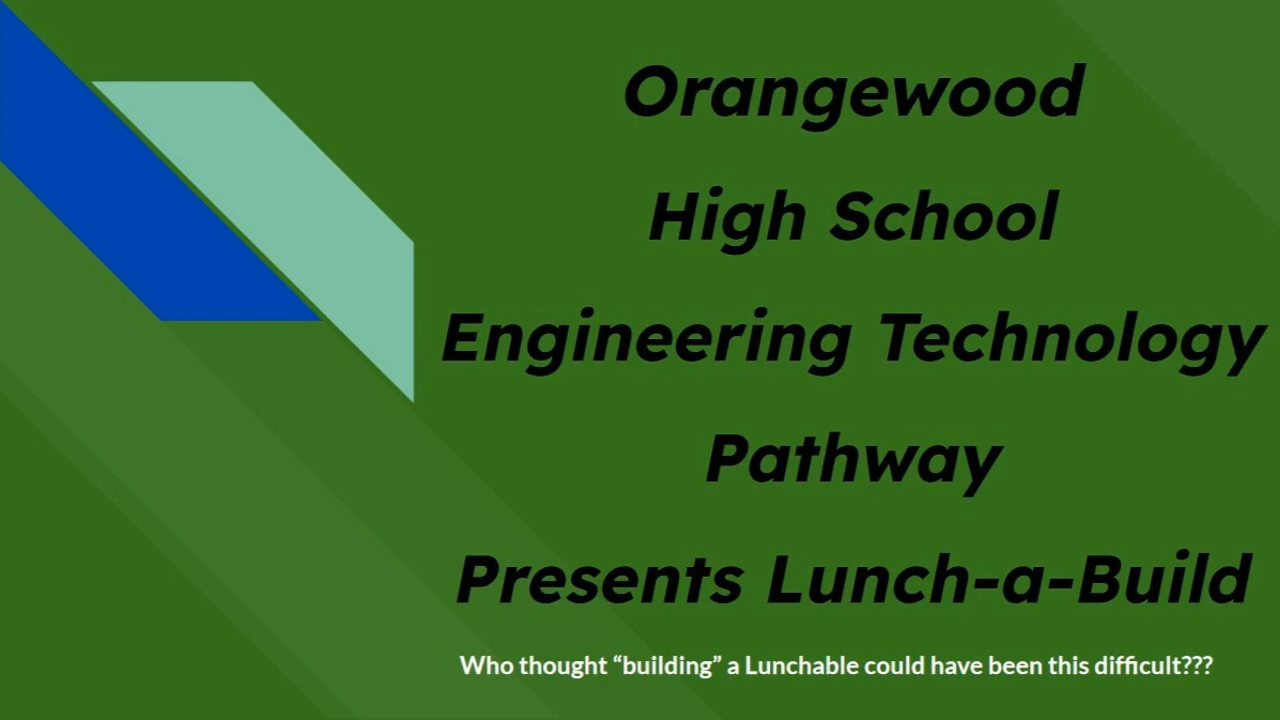 Orangewood
High School
Engineering Technology
Pathway
Presents Lunch-a-Build
Who thought “building” a Lunchable could have been this difficult???